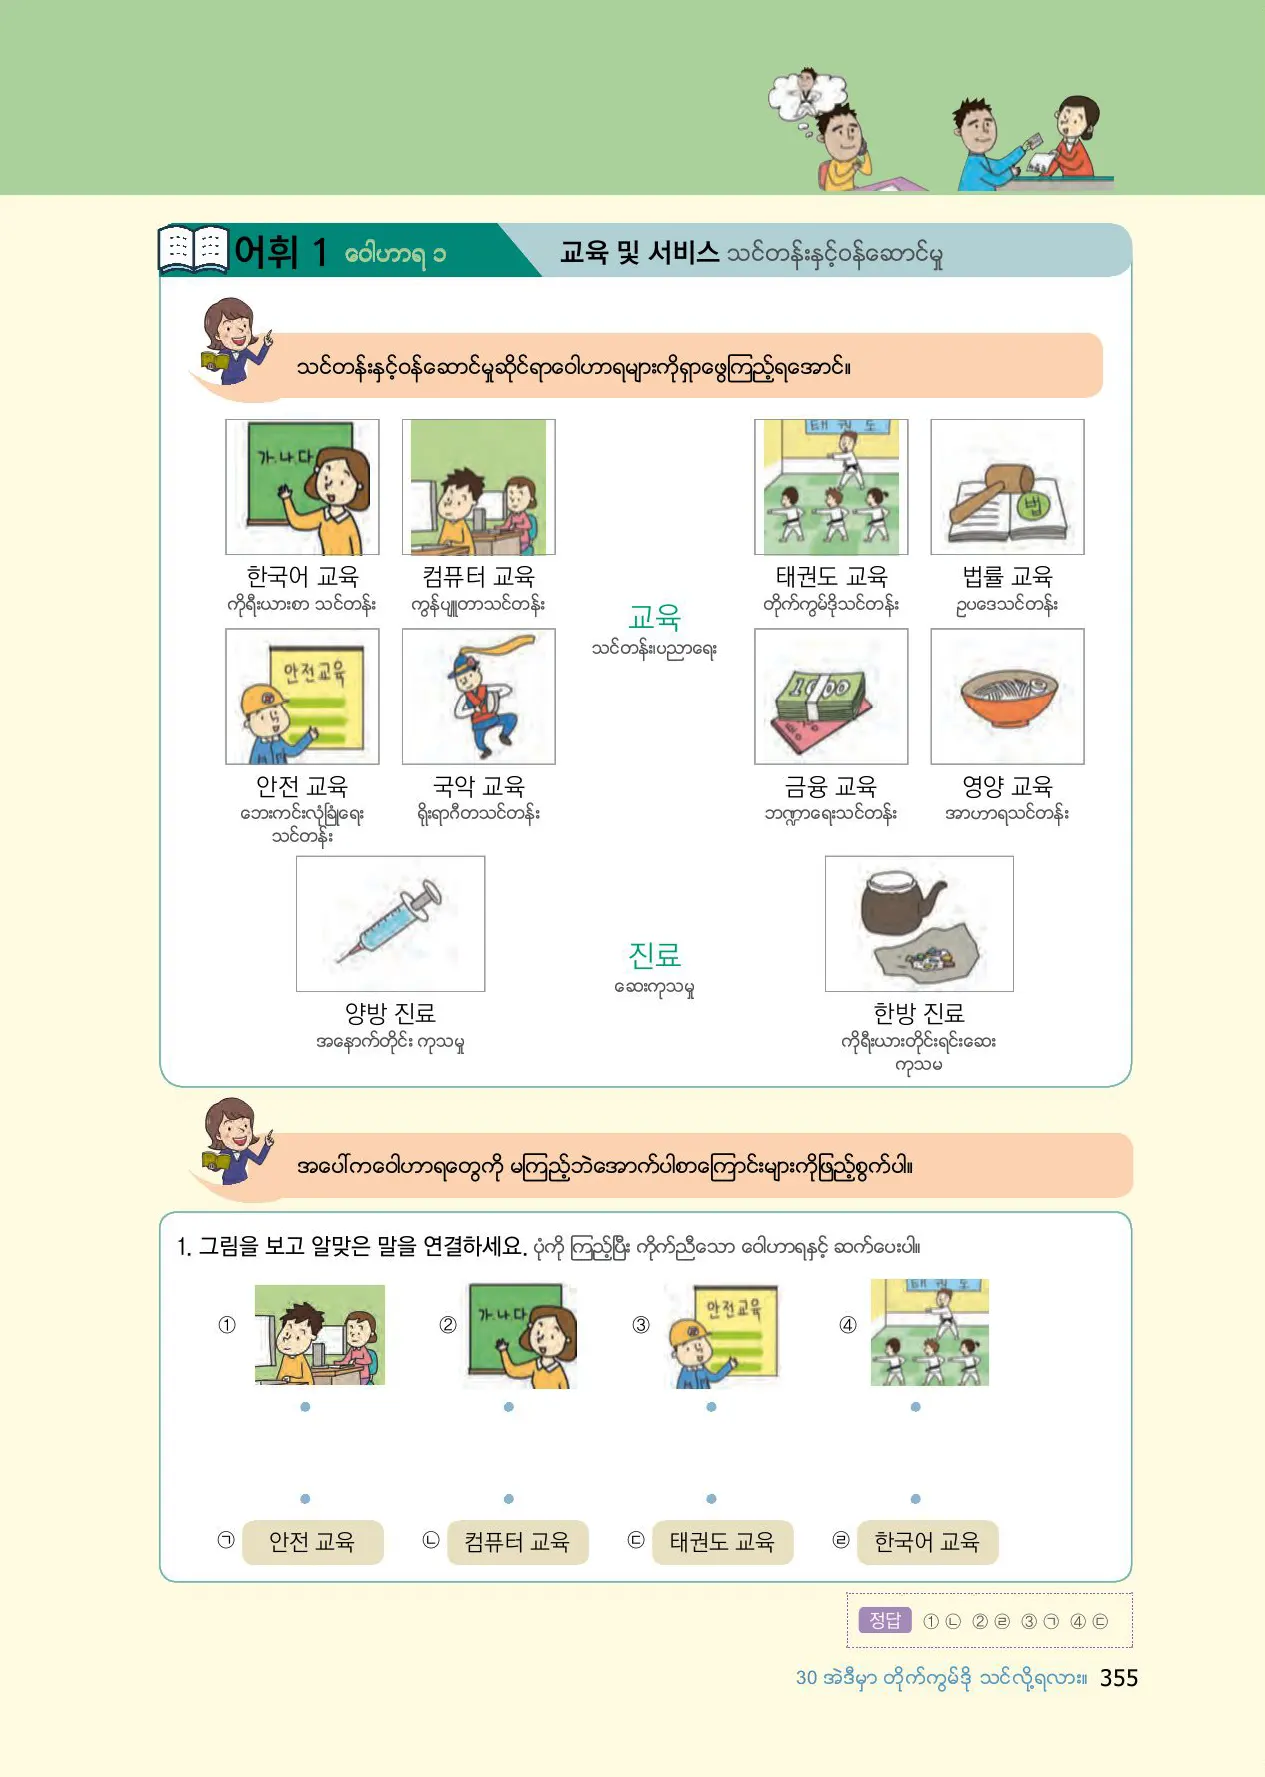 어휘 1 ဝေါဟာရ ၁
교육 및 서비스 သင်တန်းနှင့်ဝန်ဆောင်မှု
သင်တန်းနှင့်ဝန်ဆောင်မှုဆိုင်ရာဝေါဟာရများကိုရှာဖွေကြည့်ရအောင်။
가 나 다
태 권 도
법
한국어 교육
컴퓨터 교육
태권도 교육
법률 교육
ကိုရီးယားစာ သင်တန်း
ကွန်ပျူတာသင်တန်း
တိုက်ကွမ်ဒိုသင်တန်း
ဥပဒေသင်တန်း
교육
သင်တန်း၊ပညာရေး
안전교육
1000
안전 교육
국악 교육
금융 교육
영양 교육
ဘေးကင်းလုံခြုံရေး
သင်တန်း
ရိုးရာဂီတသင်တန်း
ဘဏ္ဍာရေးသင်တန်း
အာဟာရသင်တန်း
진료
ဆေးကုသမှု
양방 진료
한방 진료
အနောက်တိုင်း ကုသမှု
ကိုရီးယားတိုင်းရင်းဆေး
ကုသမ
အပေါ်ကဝေါဟာရတွေကို မကြည့်ဘဲအောက်ပါစာကြောင်းများကိုဖြည့်စွက်ပါ။
1. 그림을 보고 알맞은 말을 연결하세요. ပုံကို ကြည့်ပြီး ကိုက်ညီသော ဝေါဟာရနှင့် ဆက်ပေးပါ။
① ② ③ ④
가 나 다
안전교육
태 권 도
㉠ 안전 교육 ㉡ 컴퓨터 교육 ㉢ 태권도 교육 ㉣ 한국어 교육
정답 ① ㉡ ② ㉣ ③ ㉠ ④ ㉢
30 အဲဒီမှာ တိုက်ကွမ်ဒို သင်လို့ရလား။ 355